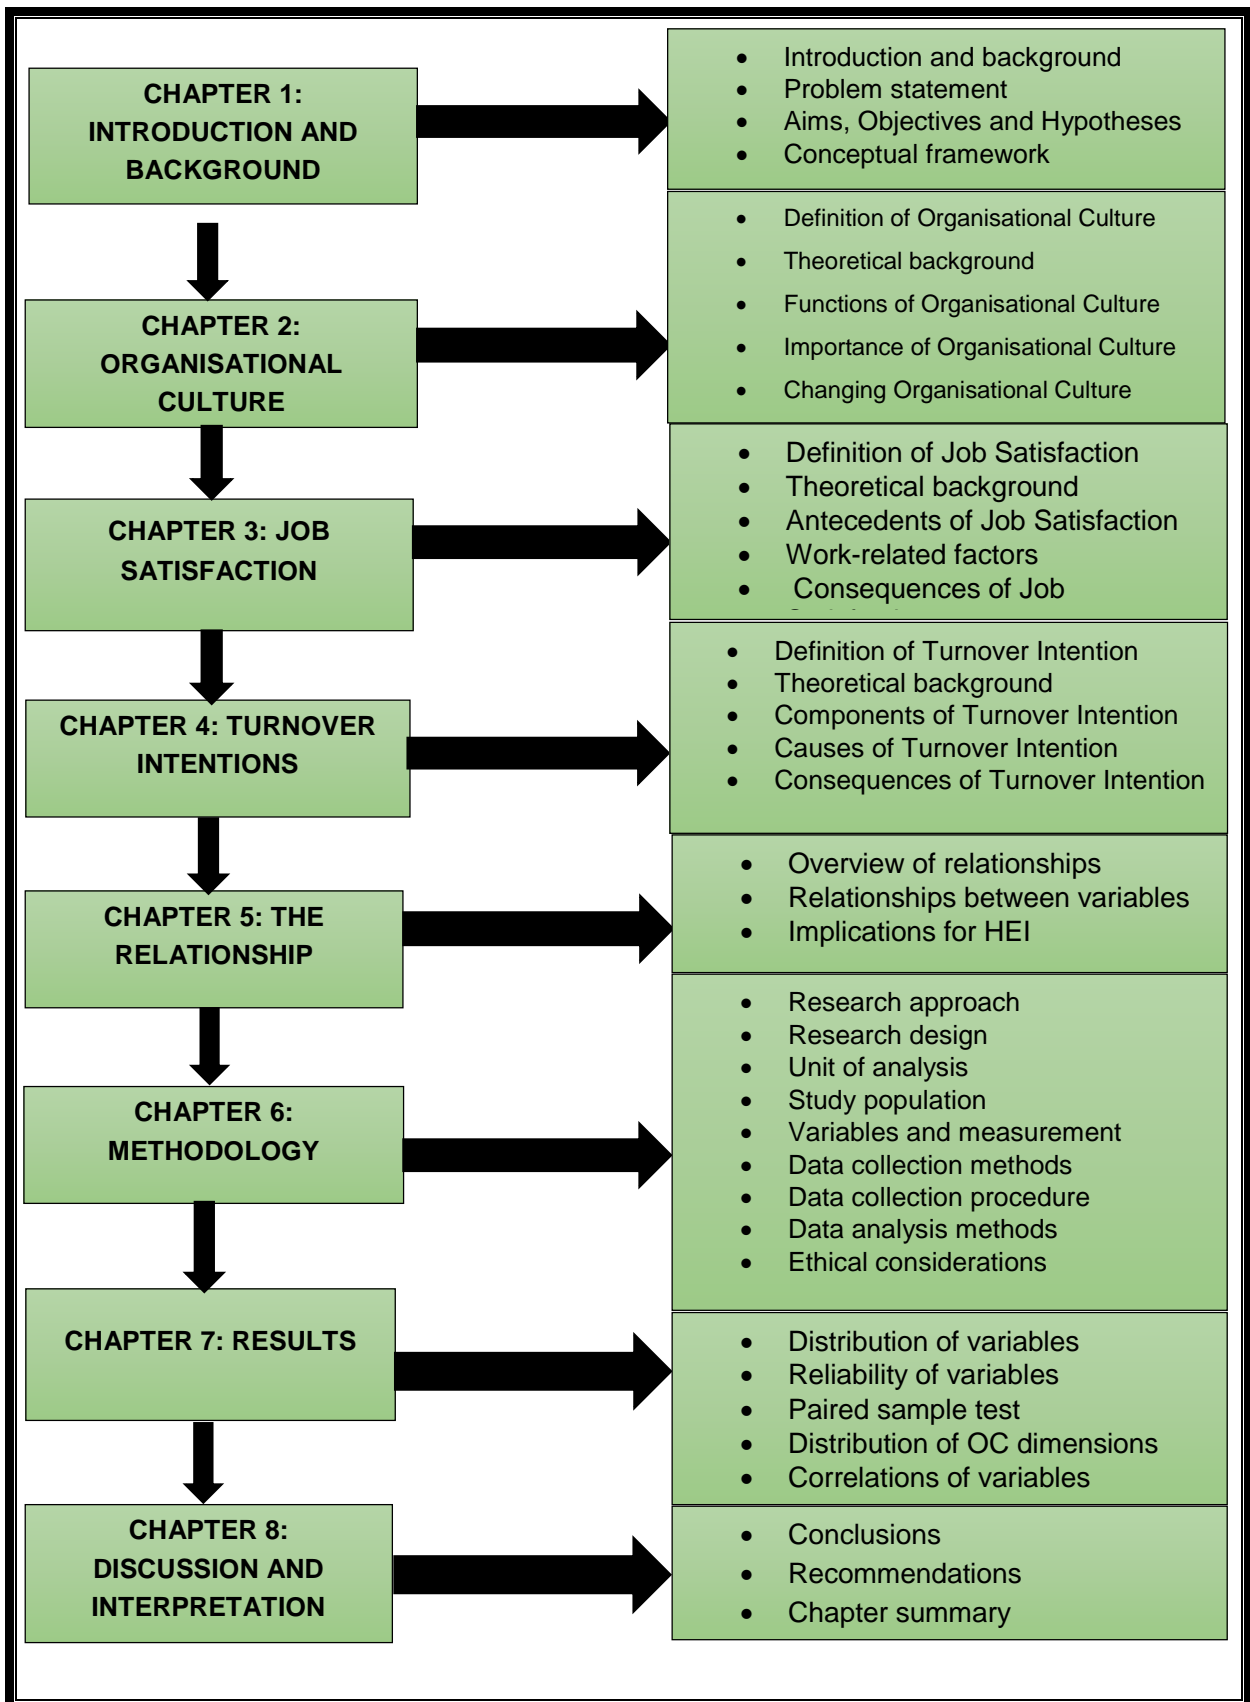 CHAPTER 1:
INTRODUCTION AND
BACKGROUND
• Introduction and background
• Problem statement
• Aims, Objectives and Hypotheses
• Conceptual framework
CHAPTER 2:
ORGANISATIONAL
CULTURE
• Definition of Organisational Culture
• Theoretical background
• Functions of Organisational Culture
• Importance of Organisational Culture
• Changing Organisational Culture
CHAPTER 3: JOB
SATISFACTION
• Definition of Job Satisfaction
• Theoretical background
• Antecedents of Job Satisfaction
• Work-related factors
• Consequences of Job
CHAPTER 4: TURNOVER
INTENTIONS
• Definition of Turnover Intention
• Theoretical background
• Components of Turnover Intention
• Causes of Turnover Intention
• Consequences of Turnover Intention
CHAPTER 5: THE
RELATIONSHIP
• Overview of relationships
• Relationships between variables
• Implications for HEI
CHAPTER 6:
METHODOLOGY
• Research approach
• Research design
• Unit of analysis
• Study population
• Variables and measurement
• Data collection methods
• Data collection procedure
• Data analysis methods
• Ethical considerations
CHAPTER 7: RESULTS
• Distribution of variables
• Reliability of variables
• Paired sample test
• Distribution of OC dimensions
• Correlations of variables
CHAPTER 8:
DISCUSSION AND
INTERPRETATION
• Conclusions
• Recommendations
• Chapter summary